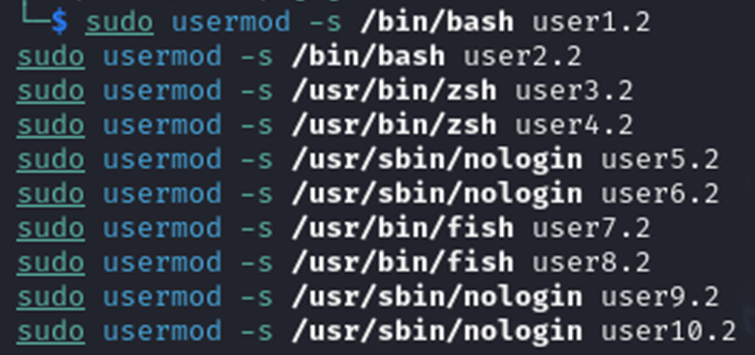 └─$ sudo usermod -s /bin/bash user1.2
sudo usermod -s /bin/bash user2.2
sudo usermod -s /usr/bin/zsh user3.2
sudo usermod -s /usr/bin/zsh user4.2
sudo usermod -s /usr/sbin/nologin user5.2
sudo usermod -s /usr/sbin/nologin user6.2
sudo usermod -s /usr/bin/fish user7.2
sudo usermod -s /usr/bin/fish user8.2
sudo usermod -s /usr/sbin/nologin user9.2
sudo usermod -s /usr/sbin/nologin user10.2